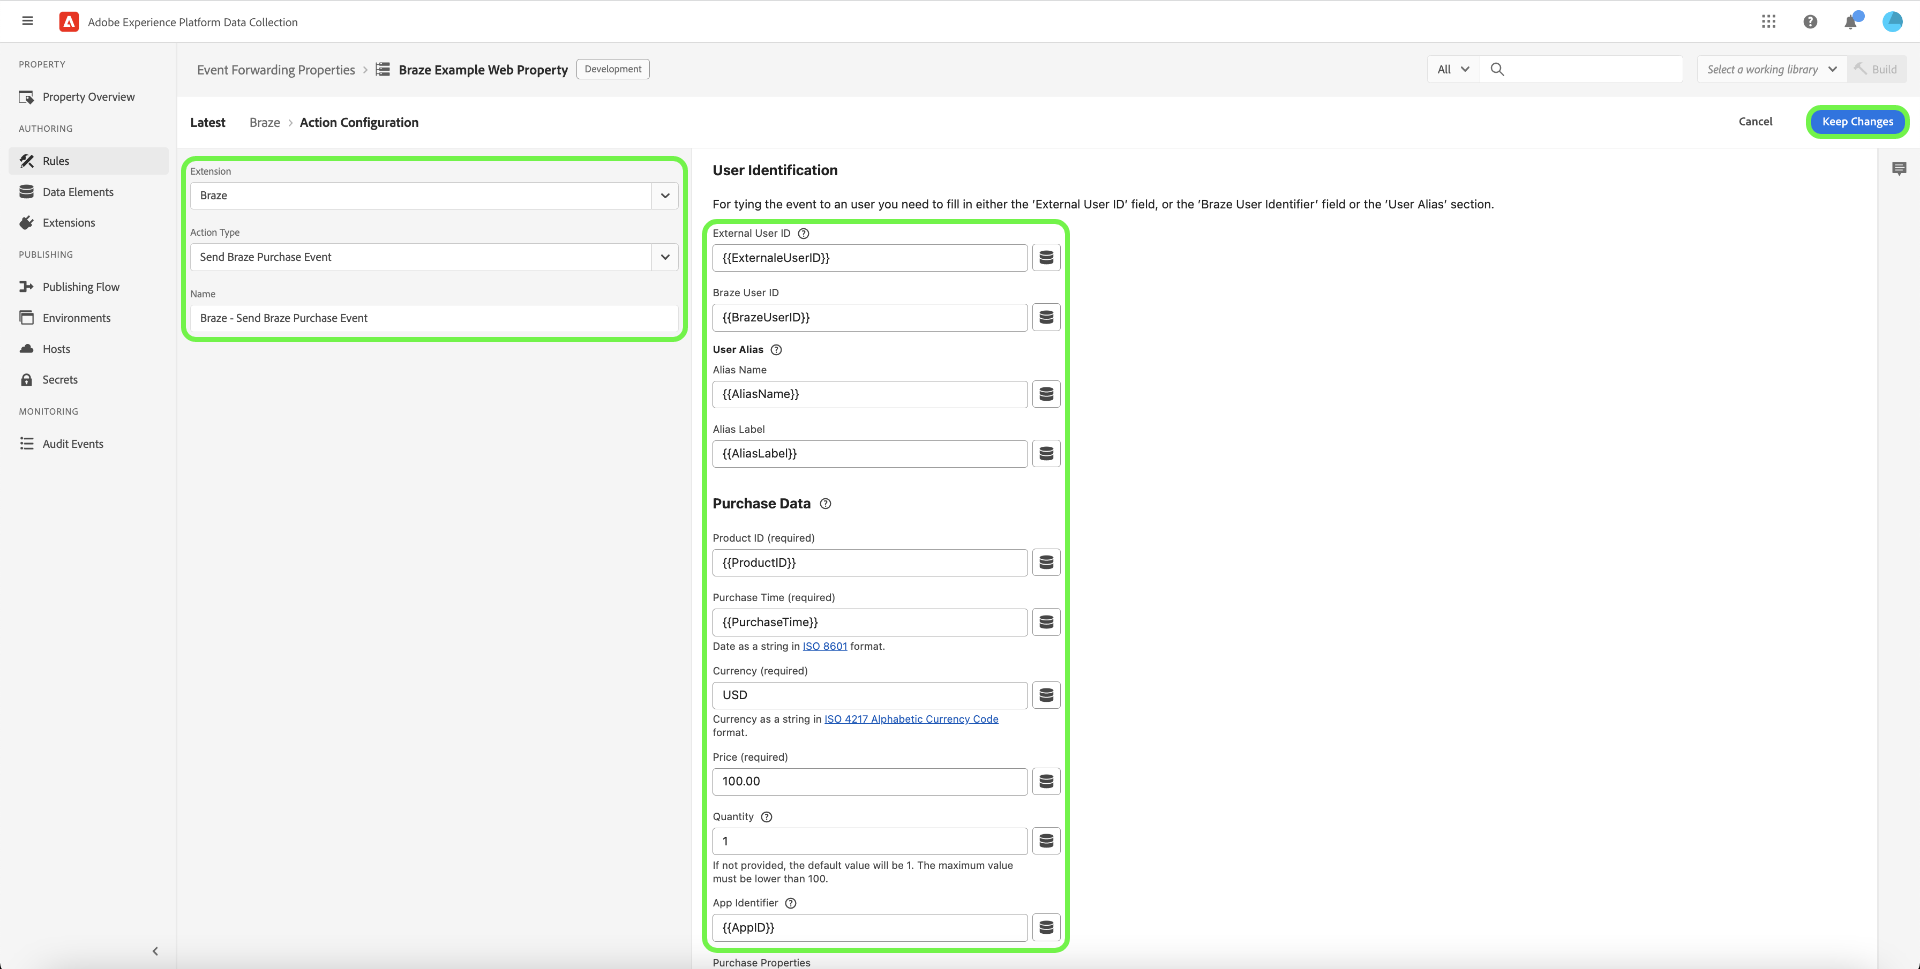 Adobe Experience Platform Data Collection
PROPERTY
Property Overview
AUTHORING
Rules
Data Elements
Extensions
PUBLISHING
Publishing Flow
Environments
Hosts
Secrets
MONITORING
Audit Events
Event Forwarding Properties > Braze Example Web Property Development
All
Select a working library
Build
Latest Braze > Action Configuration
Cancel
Keep Changes
Extension
Braze
Action Type
Send Braze Purchase Event
Name
Braze - Send Braze Purchase Event
User Identification
For tying the event to an user you need to fill in either the 'External User ID' field, or the 'Braze User Identifier' field or the 'User Alias' section.
External User ID
{{ExternaleUserID}}
Braze User ID
{{BrazeUserID}}
User Alias
Alias Name
{{AliasName}}
Alias Label
{{AliasLabel}}
Purchase Data
Product ID (required)
{{ProductID}}
Purchase Time (required)
{{PurchaseTime}}
Date as a string in ISO 8601 format.
Currency (required)
USD
Currency as a string in ISO 4217 Alphabetic Currency Code
format.
Price (required)
100.00
Quantity
1
If not provided, the default value will be 1. The maximum value
must be lower than 100.
App Identifier
{{AppID}}
Purchase Properties